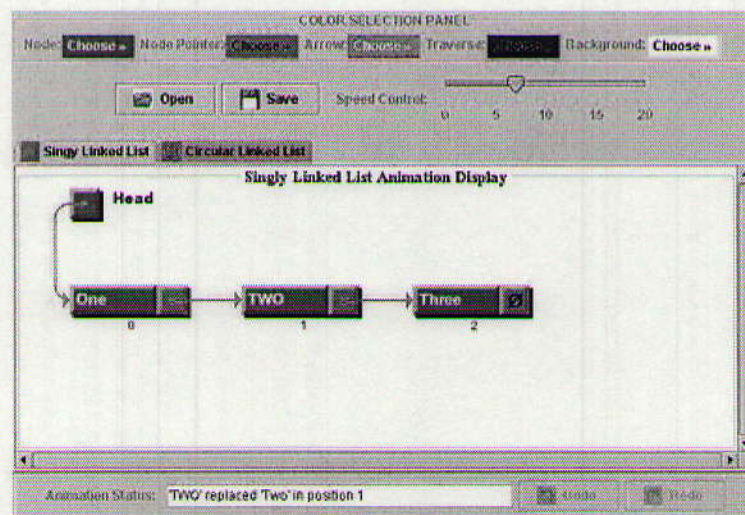 COLOR SELECTION PANEL
Node: Choose » Node Pointer: Choose » Arrow: Choose » Traverse: Choose » Background: Choose »
Open Save Speed Control:
0 5 10 15 20
Singy Linked List Circular Linked List
Singly Linked List Animation Display
Head
One TWO Three
0 1 2
Animation Status: 'TWO' replaced 'Two' in position 1 Undo Redo